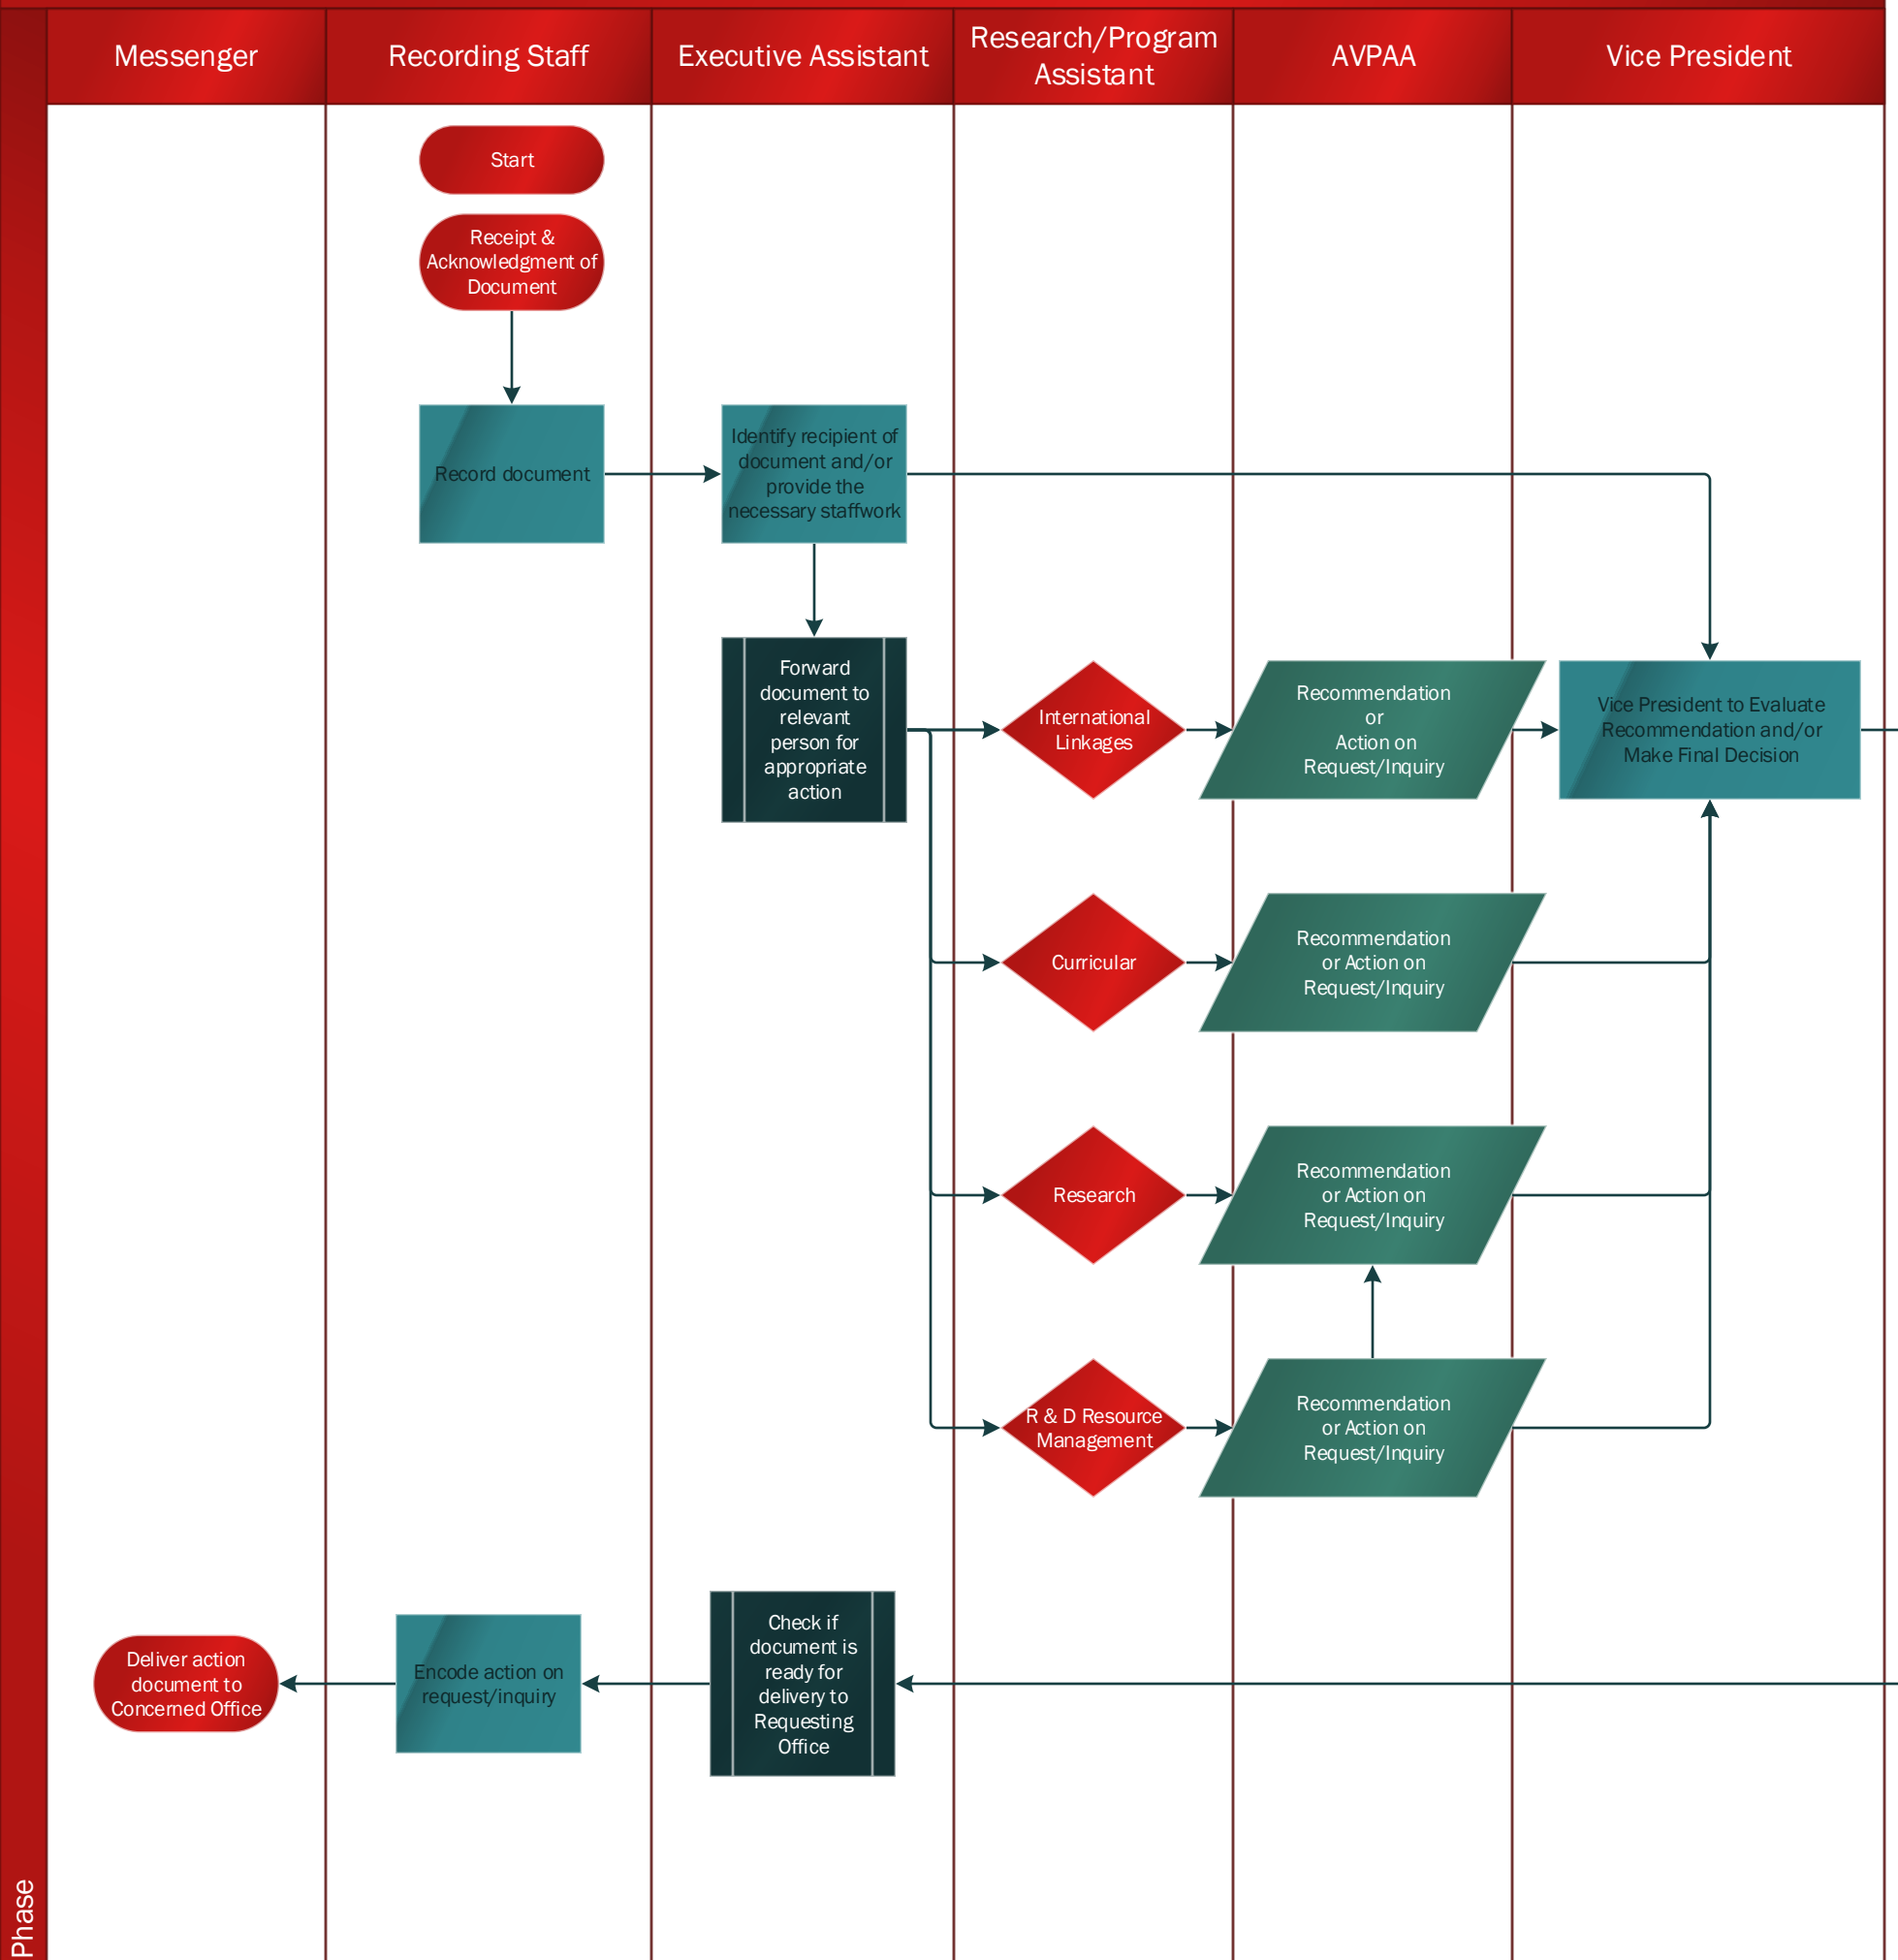 Messenger
Recording Staff
Executive Assistant
Research/Program
Assistant
AVPAA
Vice President
Start
Receipt &
Acknowledgment of
Document
Record document
Identify recipient of
document and/or
provide the
necessary staffwork
Forward
document to
relevant
person for
appropriate
action
International
Linkages
Recommendation
or
Action on
Request/Inquiry
Vice President to Evaluate
Recommendation and/or
Make Final Decision
Curricular
Recommendation
or Action on
Request/Inquiry
Research
Recommendation
or Action on
Request/Inquiry
R & D Resource
Management
Recommendation
or Action on
Request/Inquiry
Deliver action
document to
Concerned Office
Encode action on
request/inquiry
Check if
document is
ready for
delivery to
Requesting
Office
Phase